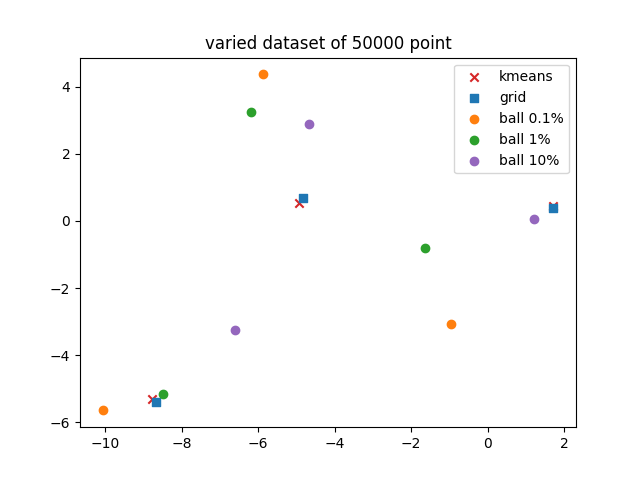 varied dataset of 50000 point
kmeans
grid
ball 0.1%
ball 1%
ball 10%
4
2
0
−2
−4
−6
−10
−8
−6
−4
−2
0
2